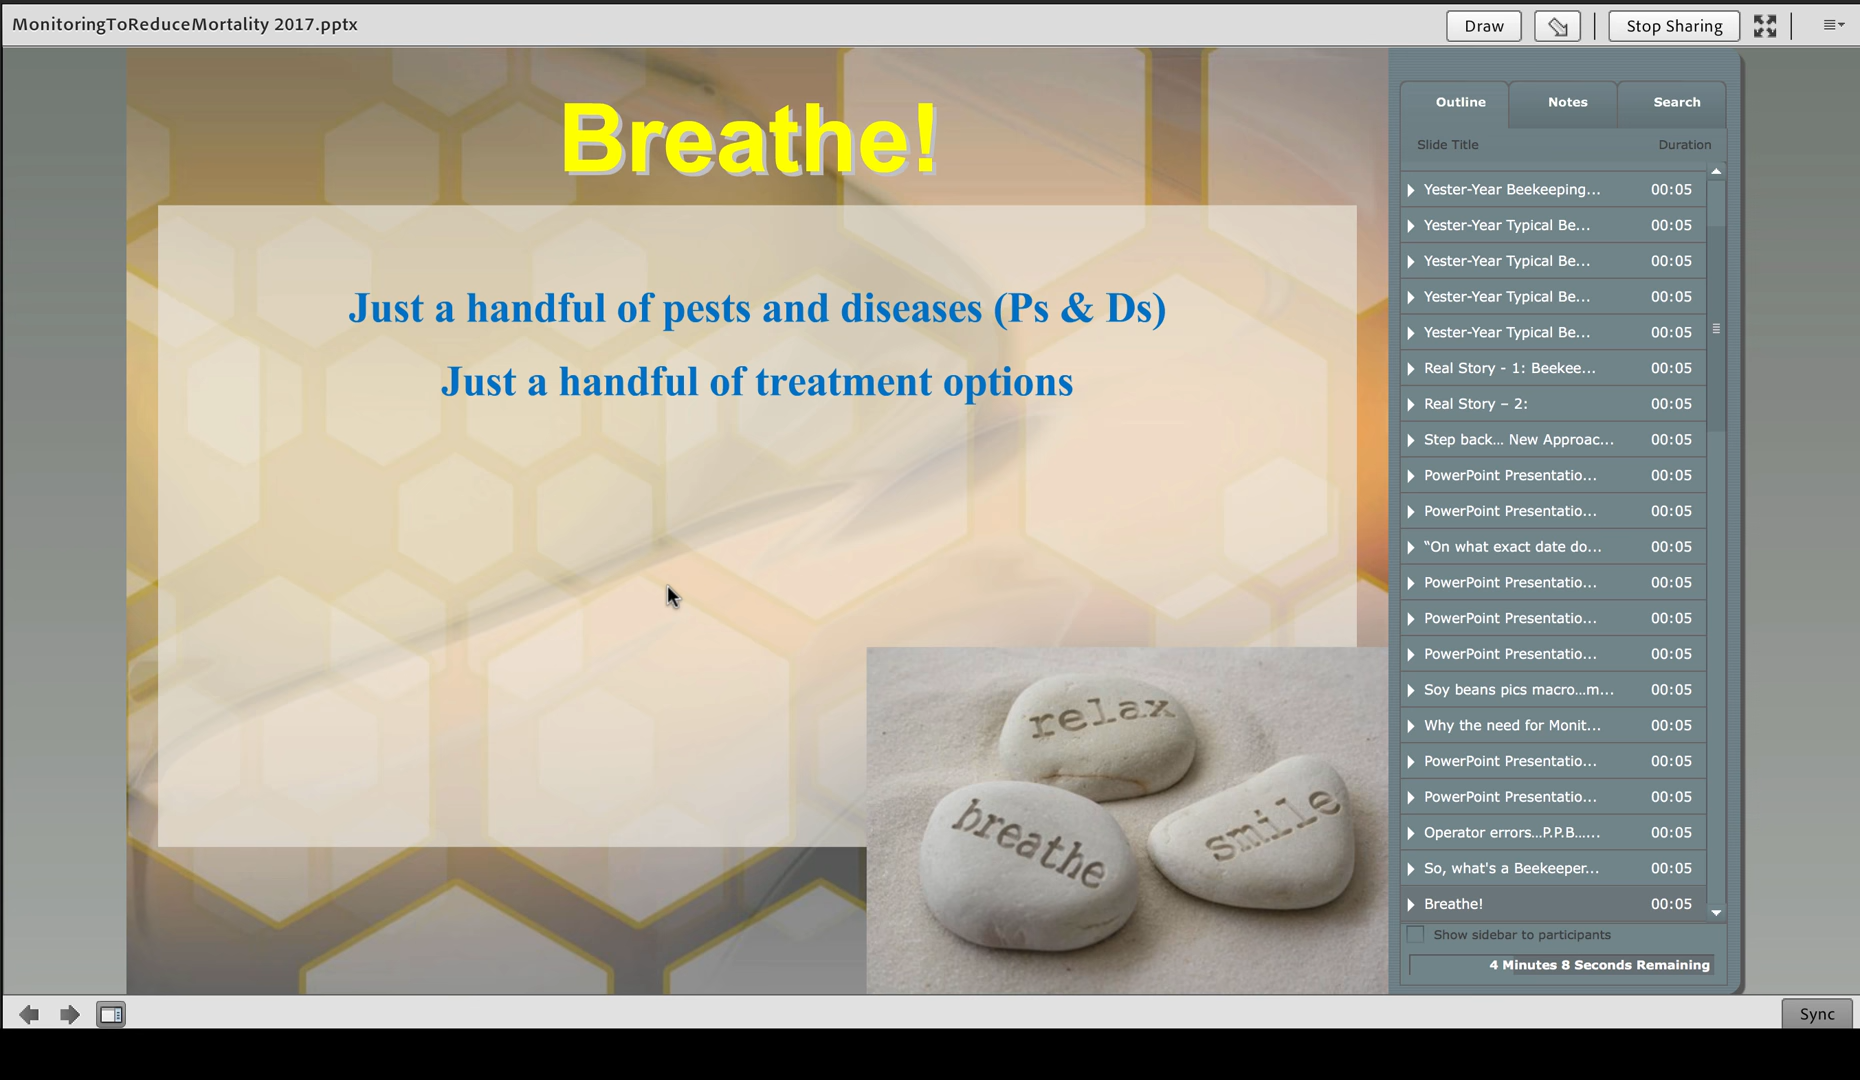 MonitoringToReduceMortality 2017.pptx
Draw
Stop Sharing
Breathe!
Just a handful of pests and diseases (Ps & Ds)
Just a handful of treatment options
relax
breathe
smile
Outline Notes Search
Slide Title Duration
Yester-Year Beekeeping... 00:05
Yester-Year Typical Be... 00:05
Yester-Year Typical Be... 00:05
Yester-Year Typical Be... 00:05
Yester-Year Typical Be... 00:05
Real Story - 1: Beekee... 00:05
Real Story – 2: 00:05
Step back... New Approac... 00:05
PowerPoint Presentatio... 00:05
PowerPoint Presentatio... 00:05
“On what exact date do... 00:05
PowerPoint Presentatio... 00:05
PowerPoint Presentatio... 00:05
PowerPoint Presentatio... 00:05
Soy beans pics macro...m... 00:05
Why the need for Monit... 00:05
PowerPoint Presentatio... 00:05
PowerPoint Presentatio... 00:05
Operator errors...P.P.B...... 00:05
So, what's a Beekeeper... 00:05
Breathe! 00:05
Show sidebar to participants
4 Minutes 8 Seconds Remaining
Sync